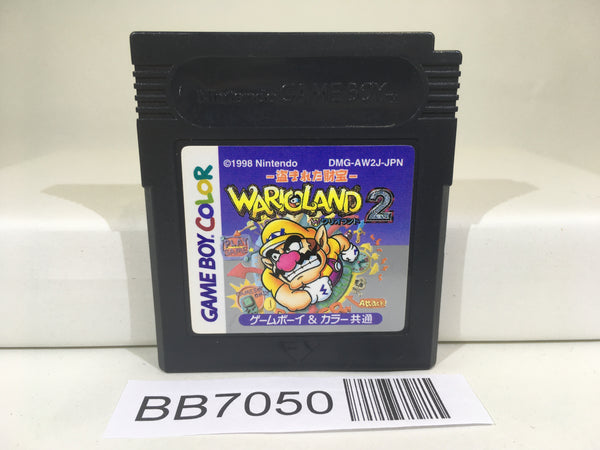 Nintendo GAME BOY
©1998 Nintendo DMG-AW2J-JPN
-盗まれた財宝-
WARIOLAND 2
ワリオランド
GAME BOY COLOR
Attack!
ゲームボーイ & カラー共通
BB7050